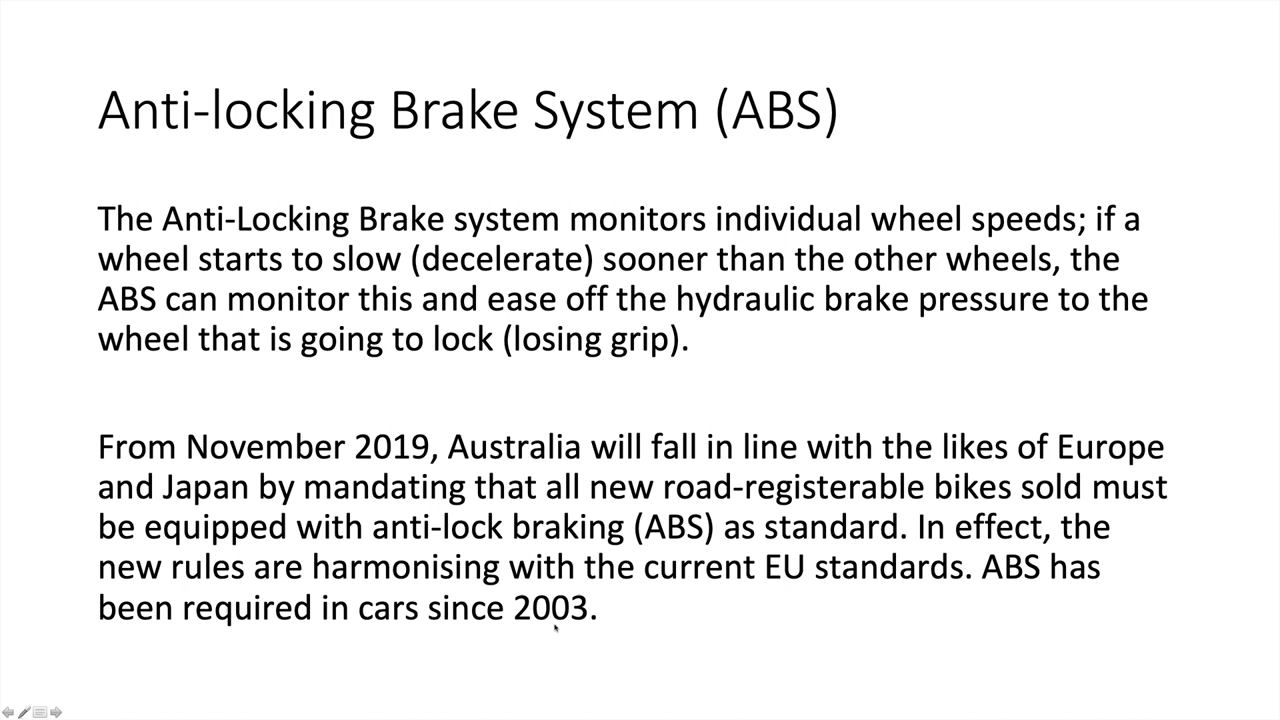 Anti-locking Brake System (ABS)
The Anti-Locking Brake system monitors individual wheel speeds; if a
wheel starts to slow (decelerate) sooner than the other wheels, the
ABS can monitor this and ease off the hydraulic brake pressure to the
wheel that is going to lock (losing grip).
From November 2019, Australia will fall in line with the likes of Europe
and Japan by mandating that all new road-registerable bikes sold must
be equipped with anti-lock braking (ABS) as standard. In effect, the
new rules are harmonising with the current EU standards. ABS has
been required in cars since 2003.